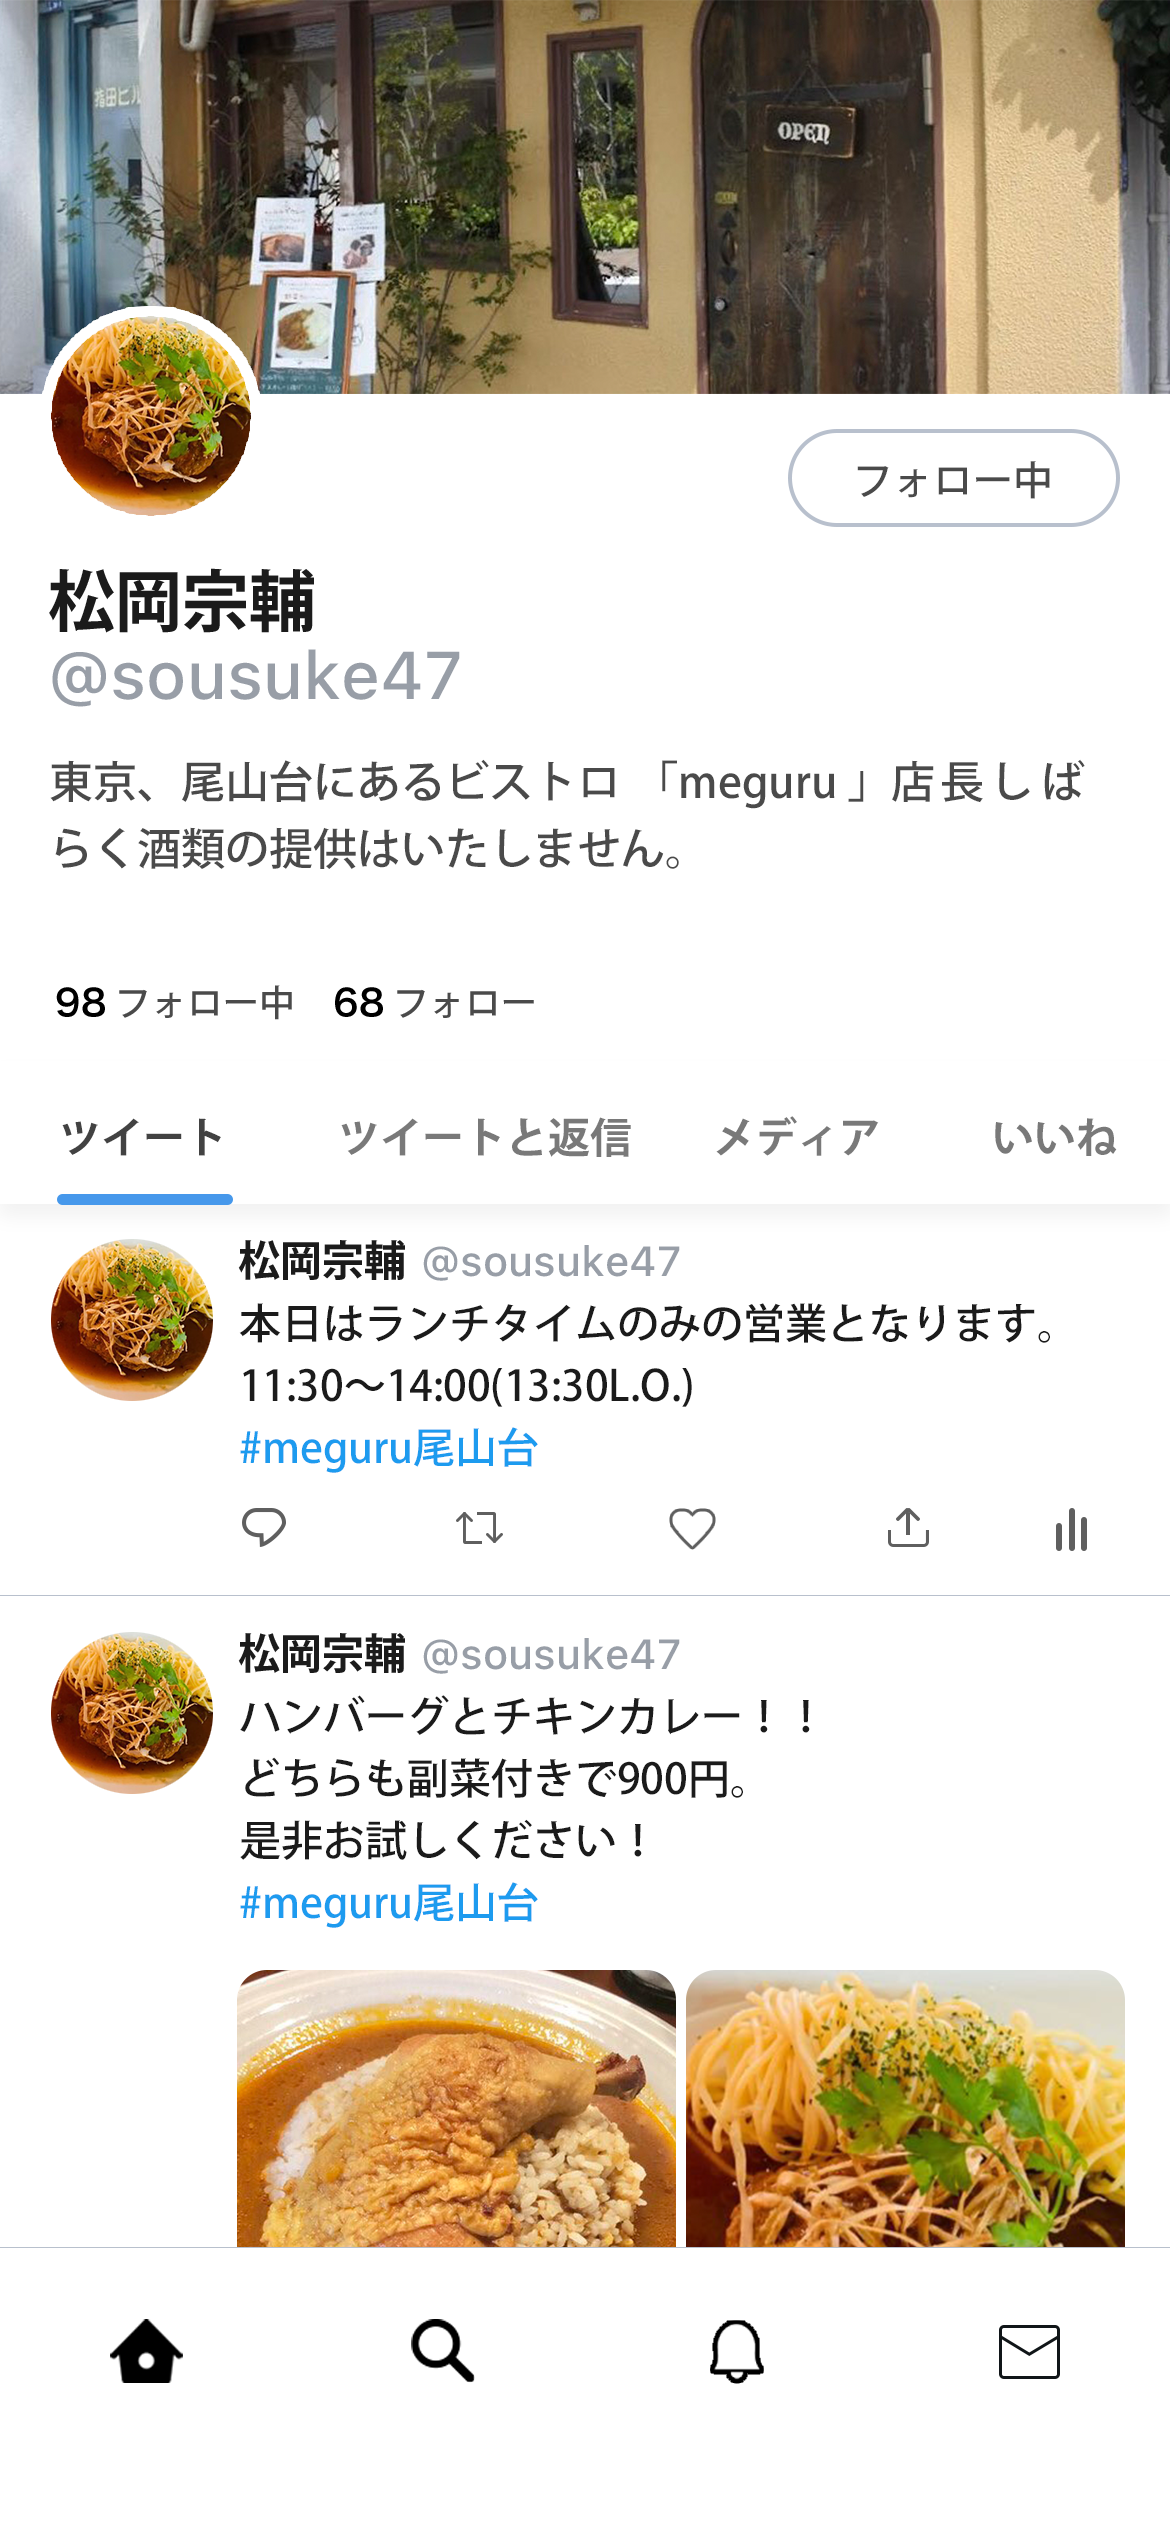 指田ビル
OPEN
フォロー中
松岡宗輔
@sousuke47
東京、尾山台にあるビストロ 「meguru 」店長しば
らく酒類の提供はいたしません。
98 フォロー中 68 フォロー
ツイート ツイートと返信 メディア いいね
松岡宗輔 @sousuke47
本日はランチタイムのみの営業となります。
11:30〜14:00(13:30L.O.)
#meguru尾山台
松岡宗輔 @sousuke47
ハンバーグとチキンカレー！！
どちらも副菜付きで900円。
是非お試しください！
#meguru尾山台